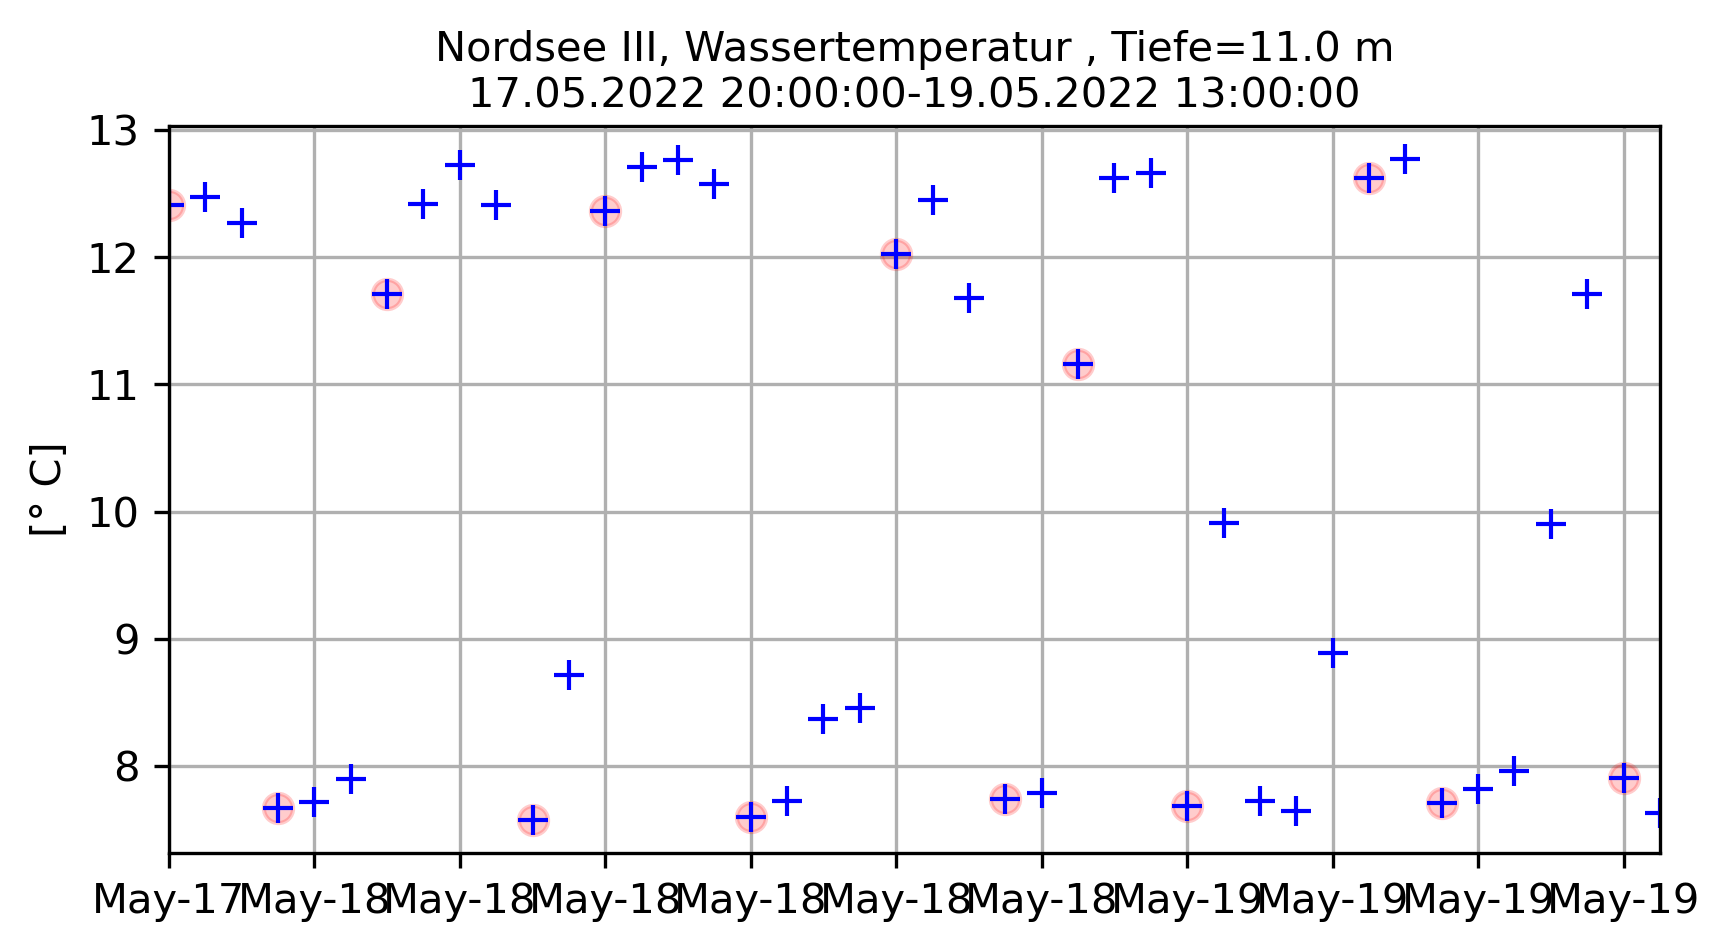 Nordsee III, Wassertemperatur , Tiefe=11.0 m
17.05.2022 20:00:00-19.05.2022 13:00:00
[° C]
13
12
11
10
9
8
May-17 May-18 May-18 May-18 May-18 May-18 May-18 May-19 May-19 May-19 May-19